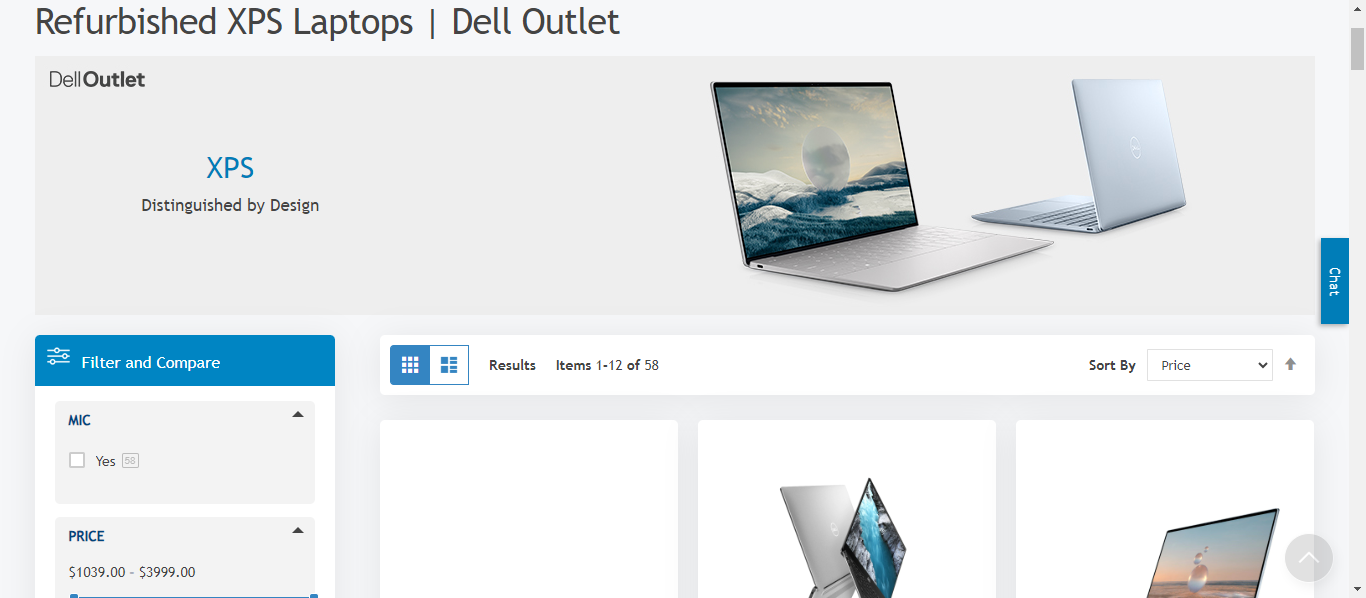 Refurbished XPS Laptops | Dell Outlet
DellOutlet
XPS
Distinguished by Design
Chat
Filter and Compare
Results Items 1-12 of 58
Sort By Price
MIC
Yes 58
PRICE
$1039.00 - $3999.00